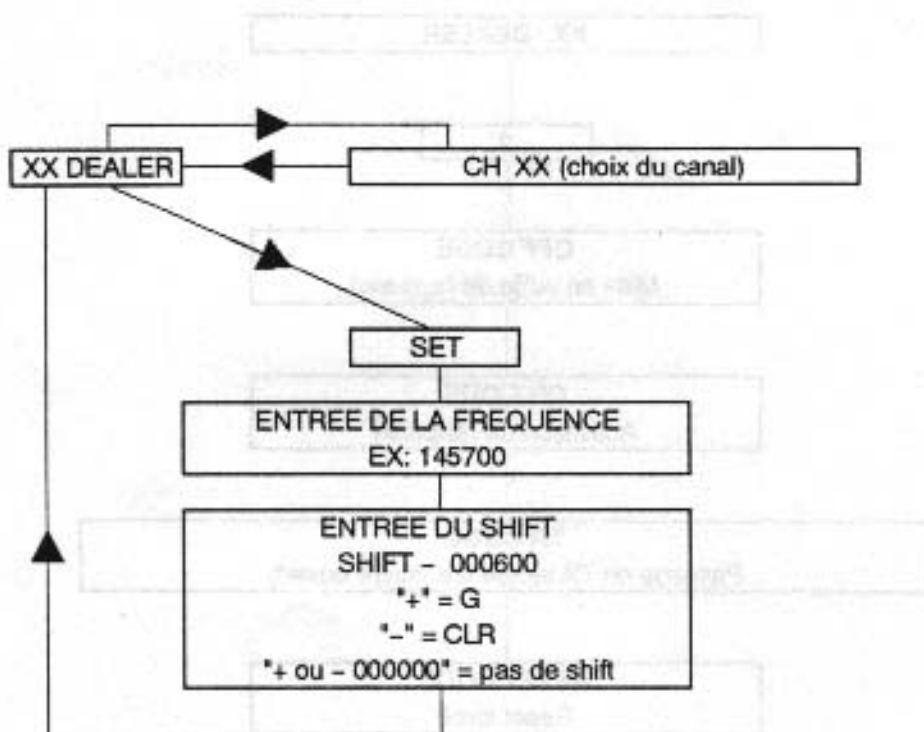 XX DEALER
CH XX (choix du canal)
SET
ENTREE DE LA FREQUENCE
EX: 145700
ENTREE DU SHIFT
SHIFT - 000600
"+" = G
"-" = CLR
"+ ou - 000000" = pas de shift